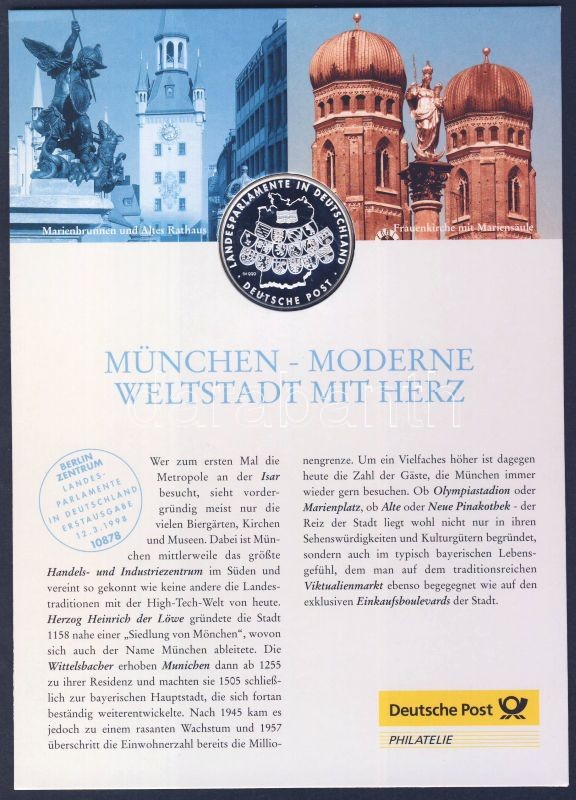 Marienbrunnen und Altes Rathaus
Frauenkirche mit Mariensäule
LANDESPARLAMENTE IN DEUTSCHLAND
DEUTSCHE POST
MÜNCHEN - MODERNE
WELTSTADT MIT HERZ
darabanth
BERLIN
ZENTRUM
LANDES-
PARLAMENTE
IN DEUTSCHLAND
ERSTAUSGABE
12.3.1998
10878
Wer zum ersten Mal die
Metropole an der Isar
besucht, sieht vorder-
gründig meist nur die
vielen Biergärten, Kirchen
und Museen. Dabei ist Mün-
chen mittlerweile das größte
Handels- und Industriezentrum im Süden und
vereint so gekonnt wie keine andere die Landes-
traditionen mit der High-Tech-Welt von heute.
Herzog Heinrich der Löwe gründete die Stadt
1158 nahe einer „Siedlung von Mönchen", wovon
sich auch der Name München ableitete. Die
Wittelsbacher erhoben Munichen dann ab 1255
zu ihrer Residenz und machten sie 1505 schließ-
lich zur bayerischen Hauptstadt, die sich fortan
beständig weiterentwickelte. Nach 1945 kam es
jedoch zu einem rasanten Wachstum und 1957
überschritt die Einwohnerzahl bereits die Millio-
nengrenze. Um ein Vielfaches höher ist dagegen
heute die Zahl der Gäste, die München immer
wieder gern besuchen. Ob Olympiastadion oder
Marienplatz, ob Alte oder Neue Pinakothek - der
Reiz der Stadt liegt wohl nicht nur in ihren
Sehenswürdigkeiten und Kulturgütern begründet,
sondern auch im typisch bayerischen Lebens-
gefühl, dem man auf dem traditionsreichen
Viktualienmarkt ebenso begegegnet wie auf den
exklusiven Einkaufsboulevards der Stadt.
Deutsche Post
PHILATELIE